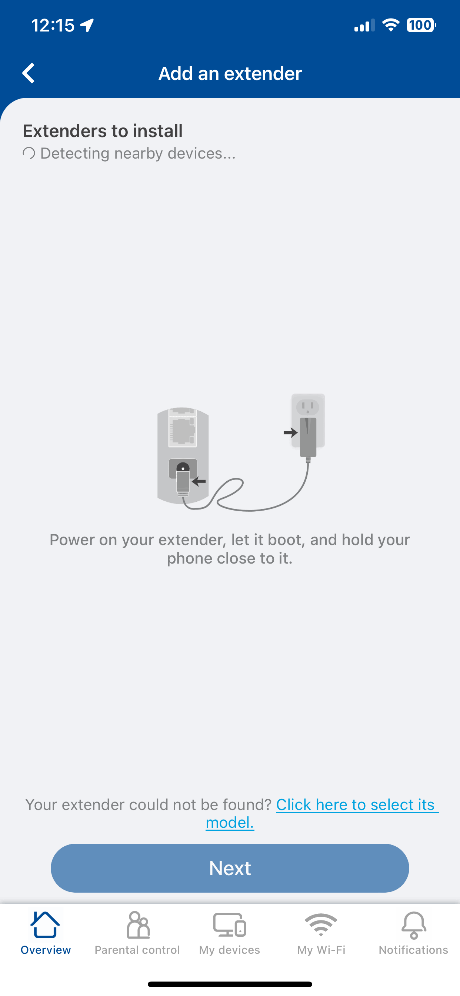 12:15
100
Add an extender
Extenders to install
Detecting nearby devices...
Power on your extender, let it boot, and hold your
phone close to it.
Your extender could not be found? Click here to select its
model.
Next
Overview
Parental control
My devices
My Wi-Fi
Notifications